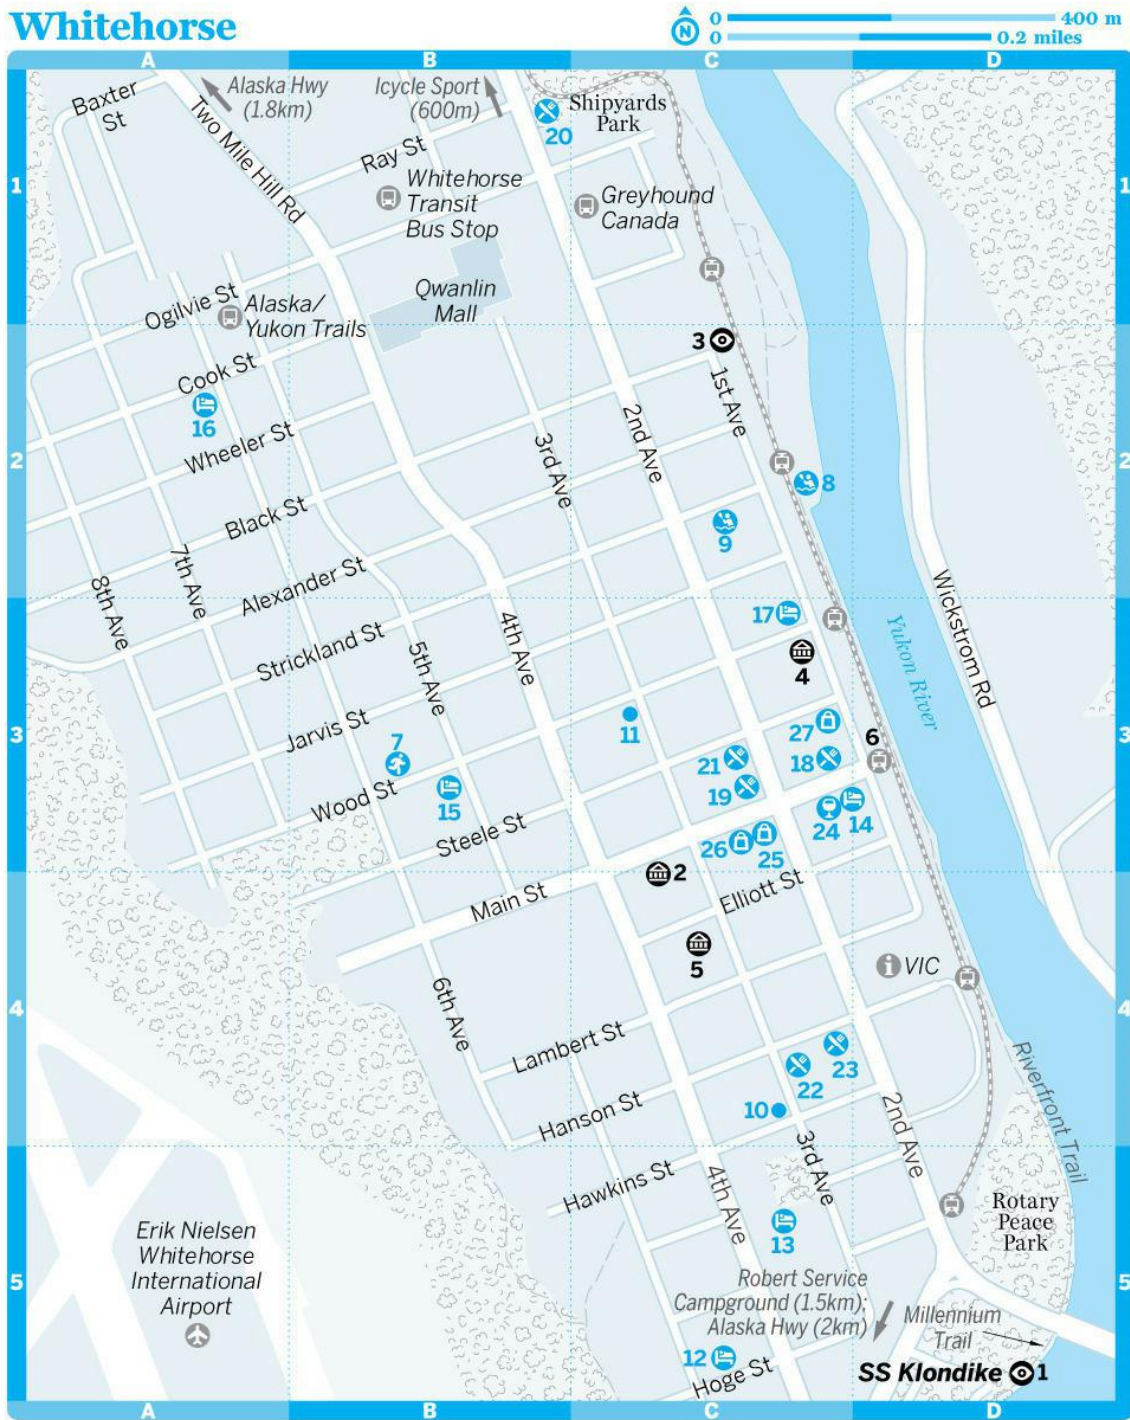 Whitehorse
N
0 400 m
0 0.2 miles
A B C D
Baxter
St
Alaska Hwy
(1.8km)
Icycle Sport
(600m)
Two Mile Hill Rd
Shipyards
Park
20
Ray St
1 1
Whitehorse
Transit
Bus Stop
Greyhound
Canada
Qwanlin
Mall
Ogilvie St
Alaska/
Yukon Trails
3
Cook St
16
1st Ave
2nd Ave
Wheeler St
3rd Ave
2 2
8
Black St
9
7th Ave
Alexander St
8th Ave
Wickstrom Rd
17
4th Ave
Yukon River
Strickland St
5th Ave
4
Jarvis St
11
27
3 3
7
6
21
18
Wood St
15
19
24 14
Steele St
26 25
2
Main St
Elliott St
5
VIC
6th Ave
4 4
Lambert St
23
22
Riverfront Trail
Hanson St
10
2nd Ave
3rd Ave
Hawkins St
4th Ave
Rotary
Peace
Park
13
Erik Nielsen
Whitehorse
International
Airport
5 5
Robert Service
Campground (1.5km);
Alaska Hwy (2km)
Millennium
Trail
12
Hoge St
SS Klondike 1
A B C D